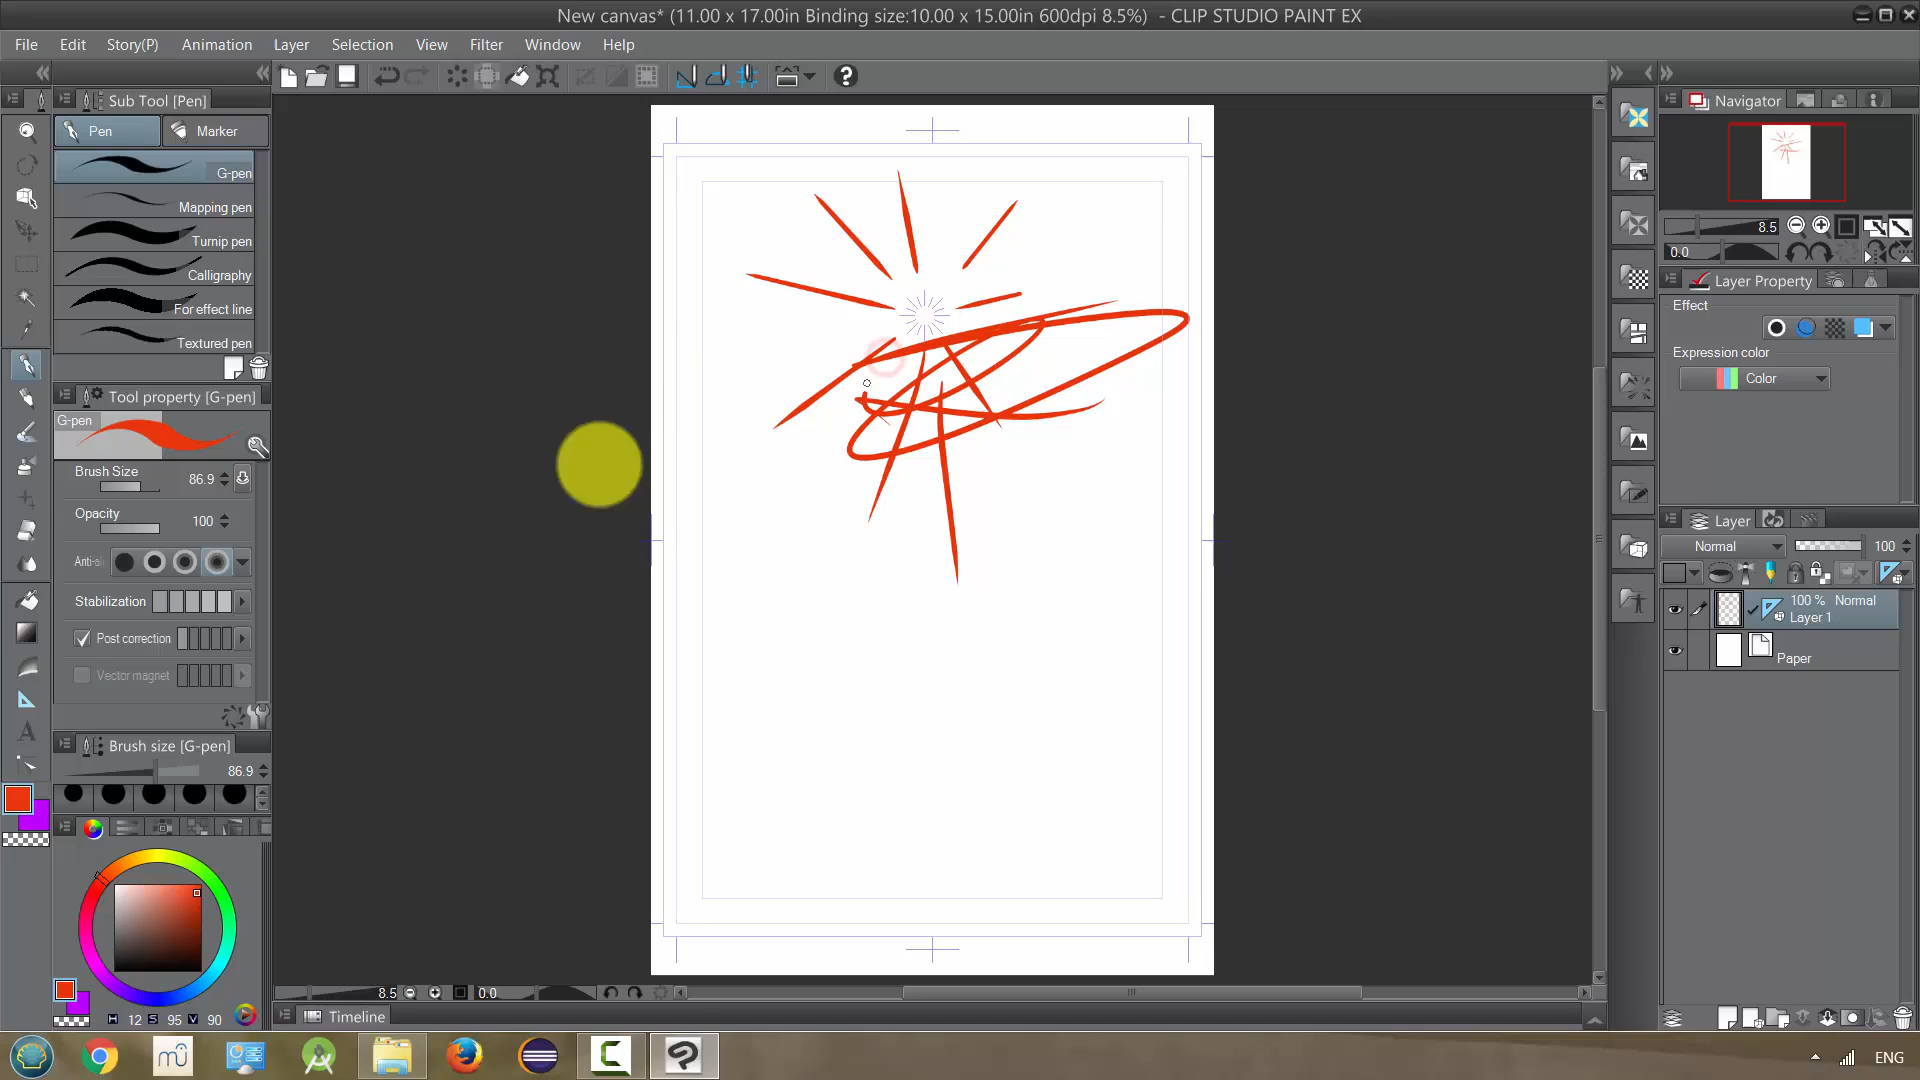 New canvas* (11.00 x 17.00in Binding size:10.00 x 15.00in 600dpi 8.5%) - CLIP STUDIO PAINT EX
File Edit Story(P) Animation Layer Selection View Filter Window Help
Sub Tool [Pen]
Pen Marker
G-pen
Mapping pen
Turnip pen
Calligraphy
For effect line
Textured pen
Tool property [G-pen]
G-pen
Brush Size 86.9
Opacity 100
Anti-
Stabilization
Post correction
Vector magnet
Brush size [G-pen]
86.9
H 12 S 95 V 90
8.5 0.0
Timeline
Navigator
8.5
0.0
Layer Property
Effect
Expression color
Color
Layer
Normal 100
100 % Normal
Layer 1
Paper
ENG